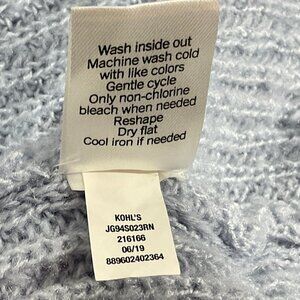 Wash inside out
Machine wash cold
with like colors
Gentle cycle
Only non-chlorine
bleach when needed
Reshape
Dry flat
Cool iron if needed
KOHL'S
JG94S023RN
216166
06/19
889602402364